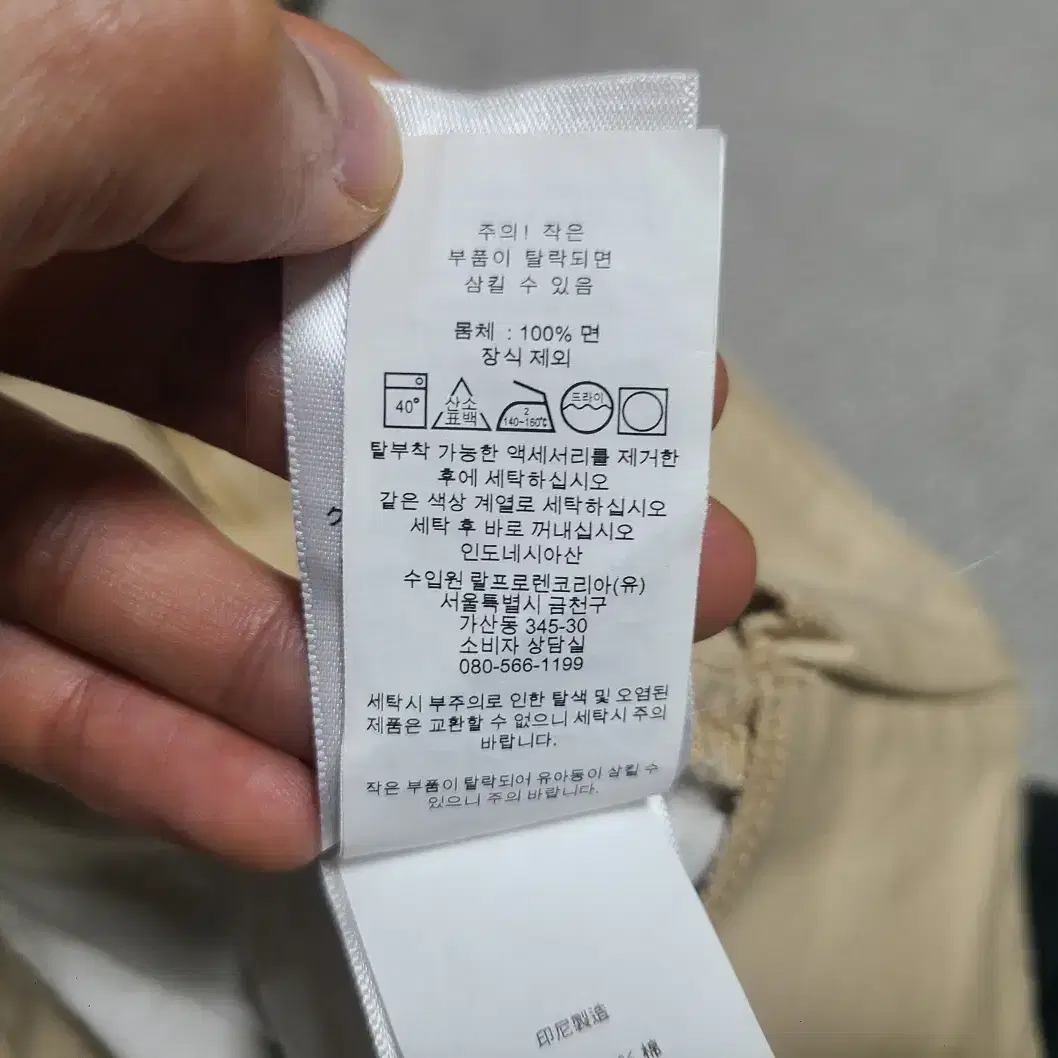 주의! 작은
부품이 탈락되면
삼킬 수 있음
몸체 : 100% 면
장식 제외
40°
산소
표백
2
140~160℃
드라이
탈부착 가능한 액세서리를 제거한
후에 세탁하십시오
같은 색상 계열로 세탁하십시오
세탁 후 바로 꺼내십시오
인도네시아산
수입원 랄프로렌코리아(유)
서울특별시 금천구
가산동 345-30
소비자 상담실
080-566-1199
세탁시 부주의로 인한 탈색 및 오염된
제품은 교환할 수 없으니 세탁시 주의
바랍니다.
작은 부품이 탈락되어 유아동이 삼킬 수
있으니 주의 바랍니다.
印尼製造
% 棉